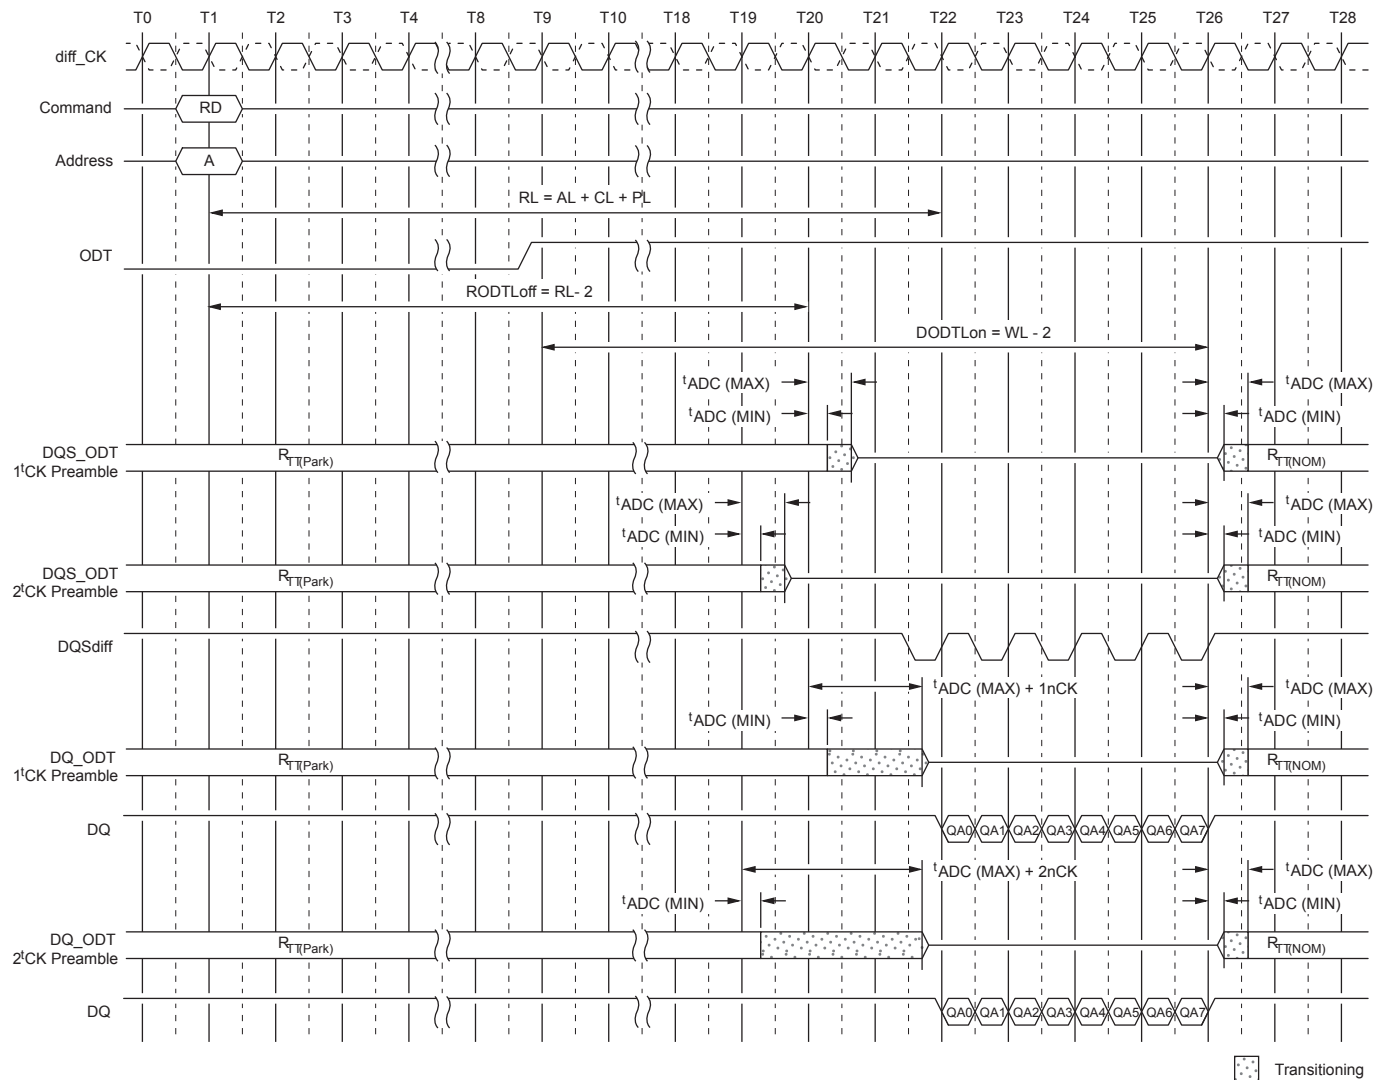 T0 T1 T2 T3 T4 T8 T9 T10 T18 T19 T20 T21 T22 T23 T24 T25 T26 T27 T28
diff_CK
Command RD
Address A
RL = AL + CL + PL
ODT
RODTLoff = RL- 2
DODTLon = WL - 2
tADC (MAX) tADC (MAX)
tADC (MIN) tADC (MIN)
DQS_ODT
1tCK Preamble
RTT(Park) RTT(NOM)
tADC (MAX) tADC (MAX)
tADC (MIN) tADC (MIN)
DQS_ODT
2tCK Preamble
RTT(Park) RTT(NOM)
DQSdiff
tADC (MAX) + 1nCK tADC (MAX)
tADC (MIN) tADC (MIN)
DQ_ODT
1tCK Preamble
RTT(Park) RTT(NOM)
DQ QA0 QA1 QA2 QA3 QA4 QA5 QA6 QA7
tADC (MAX) + 2nCK tADC (MAX)
tADC (MIN) tADC (MIN)
DQ_ODT
2tCK Preamble
RTT(Park) RTT(NOM)
DQ QA0 QA1 QA2 QA3 QA4 QA5 QA6 QA7
Transitioning